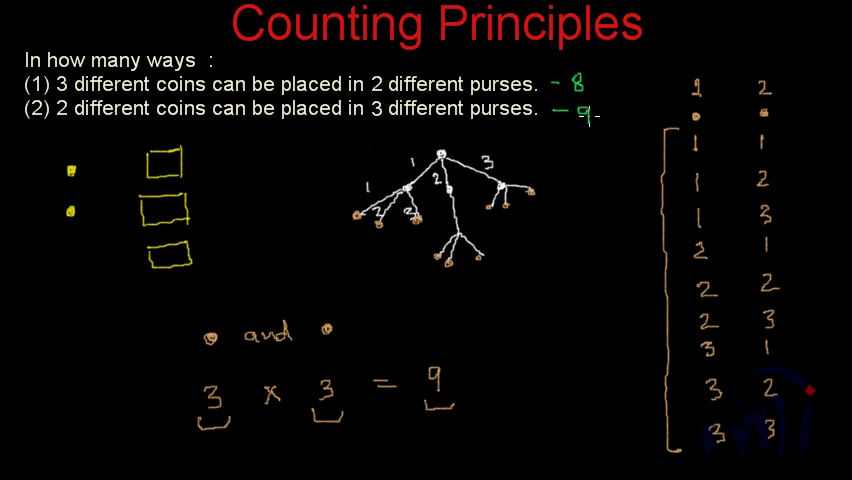 Counting Principles
In how many ways :
(1) 3 different coins can be placed in 2 different purses. - 8
(2) 2 different coins can be placed in 3 different purses. - 9
1 2 3
1 2 3
and
3 x 3 = 9
1 2
1 1
1 2
1 3
2 1
2 2
2 3
3 1
3 2
3 3